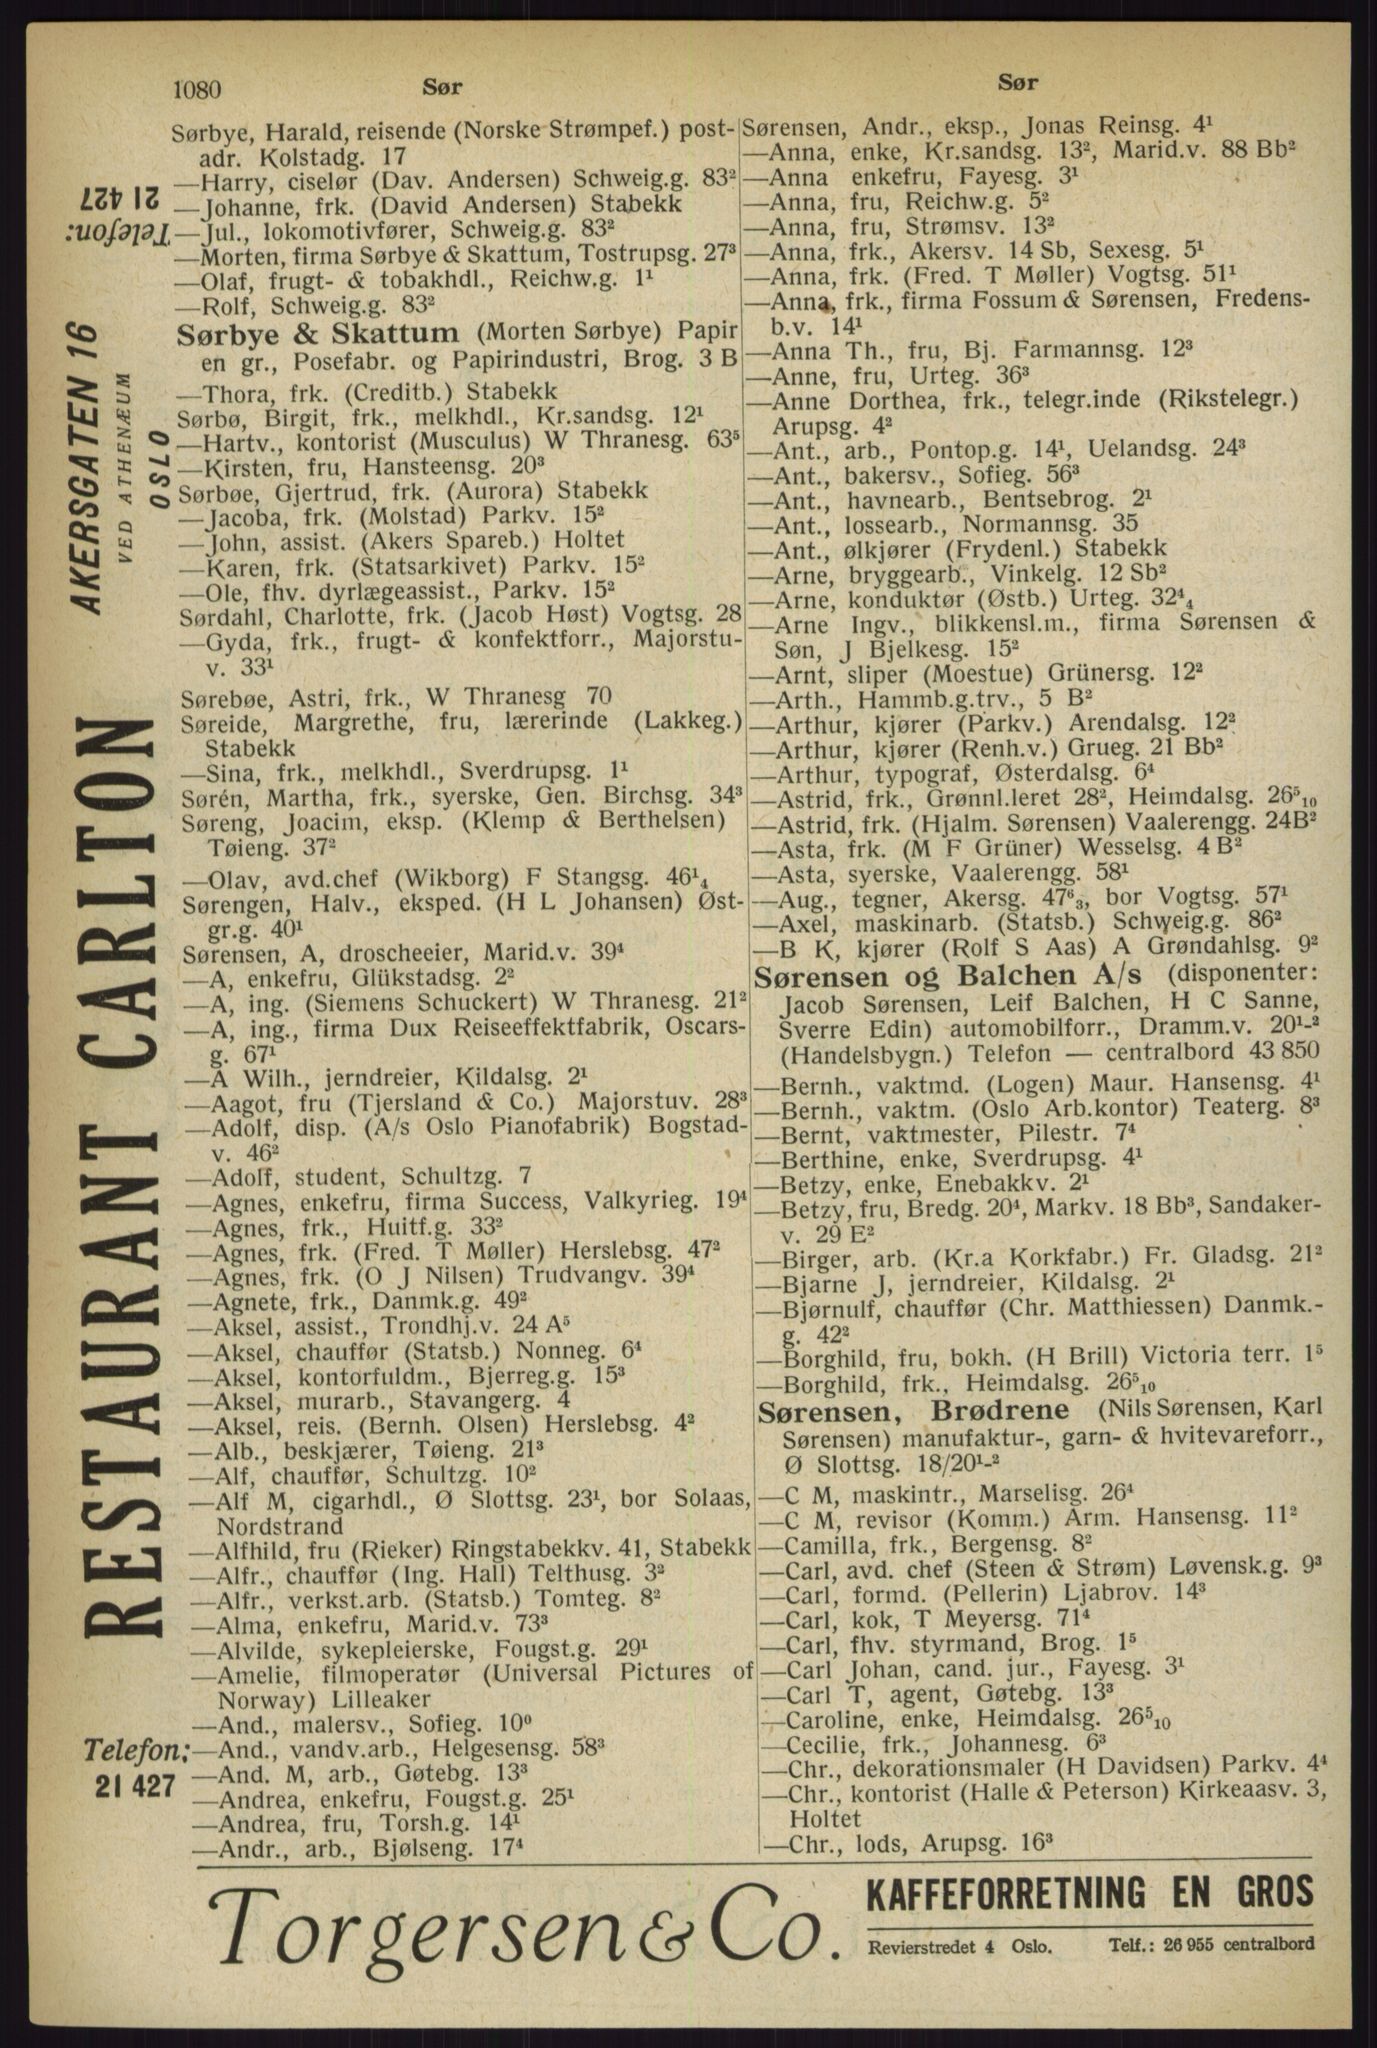 1080
Sør
Sør
Sørbye, Harald, reisende (Norske Strømpef.) post-
adr. Kolstadg. 17
—Harry, ciselør (Dav. Andersen) Schweig.g. 83²
—Johanne, frk. (David Andersen) Stabekk
—Jul., lokomotivfører, Schweig.g. 83²
—Morten, firma Sørbye & Skattum, Tostrupsg. 27³
—Olaf, frugt- & tobakhdl., Reichw.g. 1¹
—Rolf, Schweig.g. 83²
Sørbye & Skattum (Morten Sørbye) Papir
en gr., Posefabr. og Papirindustri, Brog. 3 B
—Thora, frk. (Creditb.) Stabekk
Sørbø, Birgit, frk., melkhdl., Kr.sandsg. 12¹
—Hartv., kontorist (Musculus) W Thranesg. 63⁵
—Kirsten, fru, Hansteensg. 20³
Sørbøe, Gjertrud, frk. (Aurora) Stabekk
—Jacoba, frk. (Molstad) Parkv. 15²
—John, assist. (Akers Spareb.) Holtet
—Karen, frk. (Statsarkivet) Parkv. 15²
—Ole, fhv. dyrlægeassist., Parkv. 15²
Sørdahl, Charlotte, frk. (Jacob Høst) Vogtsg. 28
—Gyda, frk., frugt- & konfektforr., Majorstu-
v. 33¹
Sørebøe, Astri, frk., W Thranesg 70
Søreide, Margrethe, fru, lærerinde (Lakkeg.)
Stabekk
—Sina, frk., melkhdl., Sverdrupsg. 1¹
Sørén, Martha, frk., syerske, Gen. Birchsg. 34³
Søreng, Joacim, eksp. (Klemp & Berthelsen)
Tøieng. 37²
—Olav, avd.chef (Wikborg) F Stangsg. 46¹₄
Sørengen, Halv., eksped. (H L Johansen) Øst-
gr.g. 40¹
Sørensen, A, droscheeier, Marid.v. 39⁴
—A, enkefru, Glükstadsg. 2²
—A, ing. (Siemens Schuckert) W Thranesg. 21²
—A, ing., firma Dux Reiseeffektfabrik, Oscars-
g. 67¹
—A Wilh., jerndreier, Kildalsg. 2¹
—Aagot, fru (Tjersland & Co.) Majorstuv. 28³
—Adolf, disp. (A/s Oslo Pianofabrik) Bogstad-
v. 46²
—Adolf, student, Schultzg. 7
—Agnes, enkefru, firma Success, Valkyrieg. 19⁴
—Agnes, frk., Huitf.g. 33²
—Agnes, frk. (Fred. T Møller) Herslebsg. 47²
—Agnes, frk. (O J Nilsen) Trudvangv. 39⁴
—Agnete, frk., Danmk.g. 49²
—Aksel, assist., Trondhj.v. 24 A⁵
—Aksel, chauffør (Statsb.) Nonneg. 6⁴
—Aksel, kontorfuldm., Bjerreg.g. 15³
—Aksel, murarb., Stavangerg. 4
—Aksel, reis. (Bernh. Olsen) Herslebsg. 4²
—Alb., beskjærer, Tøieng. 21³
—Alf, chauffør, Schultzg. 10²
—Alf M, cigarhdl., Ø Slottsg. 23¹, bor Solaas,
Nordstrand
—Alfhild, fru (Rieker) Ringstabekkv. 41, Stabekk
—Alfr., chauffør (Ing. Hall) Telthusg. 3²
—Alfr., verkst.arb. (Statsb.) Tomteg. 8²
—Alma, enkefru, Marid.v. 73³
—Alvilde, sykepleierske, Fougst.g. 29¹
—Amelie, filmoperatør (Universal Pictures of
Norway) Lilleaker
—And., malersv., Sofieg. 10⁰
—And., vandv.arb., Helgesensg. 58³
—And. M, arb., Gøtebg. 13³
—Andrea, enkefru, Fougst.g. 25¹
—Andrea, fru, Torsh.g. 14¹
—Andr., arb., Bjølseng. 17⁴
Sørensen, Andr., eksp., Jonas Reinsg. 4¹
—Anna, enke, Kr.sandsg. 13², Marid.v. 88 Bb²
—Anna enkefru, Fayesg. 3¹
—Anna, fru, Reichw.g. 5²
—Anna, fru, Strømsv. 13²
—Anna, frk., Akersv. 14 Sb, Sexesg. 5¹
—Anna, frk. (Fred. T Møller) Vogtsg. 51¹
—Anna, frk., firma Fossum & Sørensen, Fredens-
b.v. 14¹
—Anna Th., fru, Bj. Farmannsg. 12³
—Anne, fru, Urteg. 36³
—Anne Dorthea, frk., telegr.inde (Rikstelegr.)
Arupsg. 4²
—Ant., arb., Pontop.g. 14¹, Uelandsg. 24³
—Ant., bakersv., Sofieg. 56³
—Ant., havnearb., Bentsebrog. 2¹
—Ant., lossearb., Normannsg. 35
—Ant., ølkjører (Frydenl.) Stabekk
—Arne, bryggearb., Vinkelg. 12 Sb²
—Arne, konduktør (Østb.) Urteg. 32⁴₄
—Arne Ingv., blikkensl.m., firma Sørensen &
Søn, J Bjelkesg. 15²
—Arnt, sliper (Moestue) Grünersg. 12²
—Arth., Hammb.g.trv., 5 B²
—Arthur, kjører (Parkv.) Arendalsg. 12²
—Arthur, kjører (Renh.v.) Grueg. 21 Bb²
—Arthur, typograf, Østerdalsg. 6⁴
—Astrid, frk., Grønnl.leret 28², Heimdalsg. 26⁵₁₀
—Astrid, frk. (Hjalm. Sørensen) Vaalerengg. 24B²
—Asta, frk. (M F Grüner) Wesselsg. 4 B²
—Asta, syerske, Vaalerengg. 58¹
—Aug., tegner, Akersg. 47⁶₃, bor Vogtsg. 57¹
—Axel, maskinarb. (Statsb.) Schweig.g. 86²
—B K, kjører (Rolf S Aas) A Grøndahlsg. 9²
Sørensen og Balchen A/s (disponenter:
Jacob Sørensen, Leif Balchen, H C Sanne,
Sverre Edin) automobilforr., Dramm.v. 20¹-²
(Handelsbygn.) Telefon — centralbord 43 850
—Bernh., vaktmd. (Logen) Maur. Hansensg. 4¹
—Bernh., vaktm. (Oslo Arb.kontor) Teaterg. 8³
—Bernt, vaktmester, Pilestr. 7⁴
—Berthine, enke, Sverdrupsg. 4¹
—Betzy, enke, Enebakkv. 2¹
—Betzy, fru, Bredg. 20⁴, Markv. 18 Bb³, Sandaker-
v. 29 E²
—Birger, arb. (Kr.a Korkfabr.) Fr. Gladsg. 21²
—Bjarne J, jerndreier, Kildalsg. 2¹
—Bjørnulf, chauffør (Chr. Matthiessen) Danmk.-
g. 42²
—Borghild, fru, bokh. (H Brill) Victoria terr. 1⁵
—Borghild, frk., Heimdalsg. 26⁵₁₀
Sørensen, Brødrene (Nils Sørensen, Karl
Sørensen) manufaktur-, garn- & hvitevareforr.,
Ø Slottsg. 18/20¹-²
—C M, maskintr., Marselisg. 26⁴
—C M, revisor (Komm.) Arm. Hansensg. 11²
—Camilla, frk., Bergensg. 8²
—Carl, avd. chef (Steen & Strøm) Løvensk.g. 9³
—Carl, formd. (Pellerin) Ljabrov. 14³
—Carl, kok, T Meyersg. 71⁴
—Carl, fhv. styrmand, Brog. 1⁵
—Carl Johan, cand. jur., Fayesg. 3¹
—Carl T, agent, Gøtebg. 13³
—Caroline, enke, Heimdalsg. 26⁵₁₀
—Cecilie, frk., Johannesg. 6³
—Chr., dekorationsmaler (H Davidsen) Parkv. 4⁴
—Chr., kontorist (Halle & Peterson) Kirkeaasv. 3,
Holtet
—Chr., lods, Arupsg. 16³
Telefon:
21 427
AKERSGATEN 16
VED ATHENÆUM
OSLO
RESTAURANT CARLTON
Telefon:
21 427
Torgersen & Co.
KAFFEFORRETNING EN GROS
Revierstredet 4 Oslo. Telf.: 26 955 centralbord